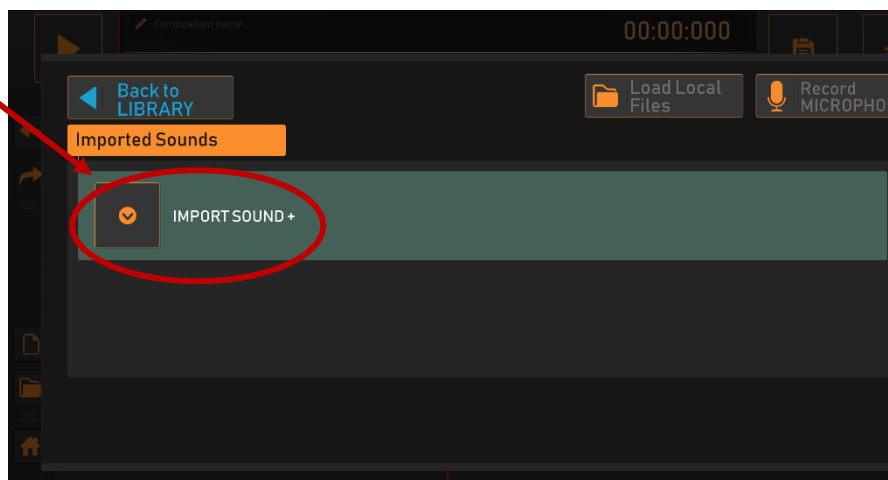 Composition name...
00:00:000
Back to
LIBRARY
Load Local
Files
Record
MICROPHO
Imported Sounds
IMPORT SOUND +